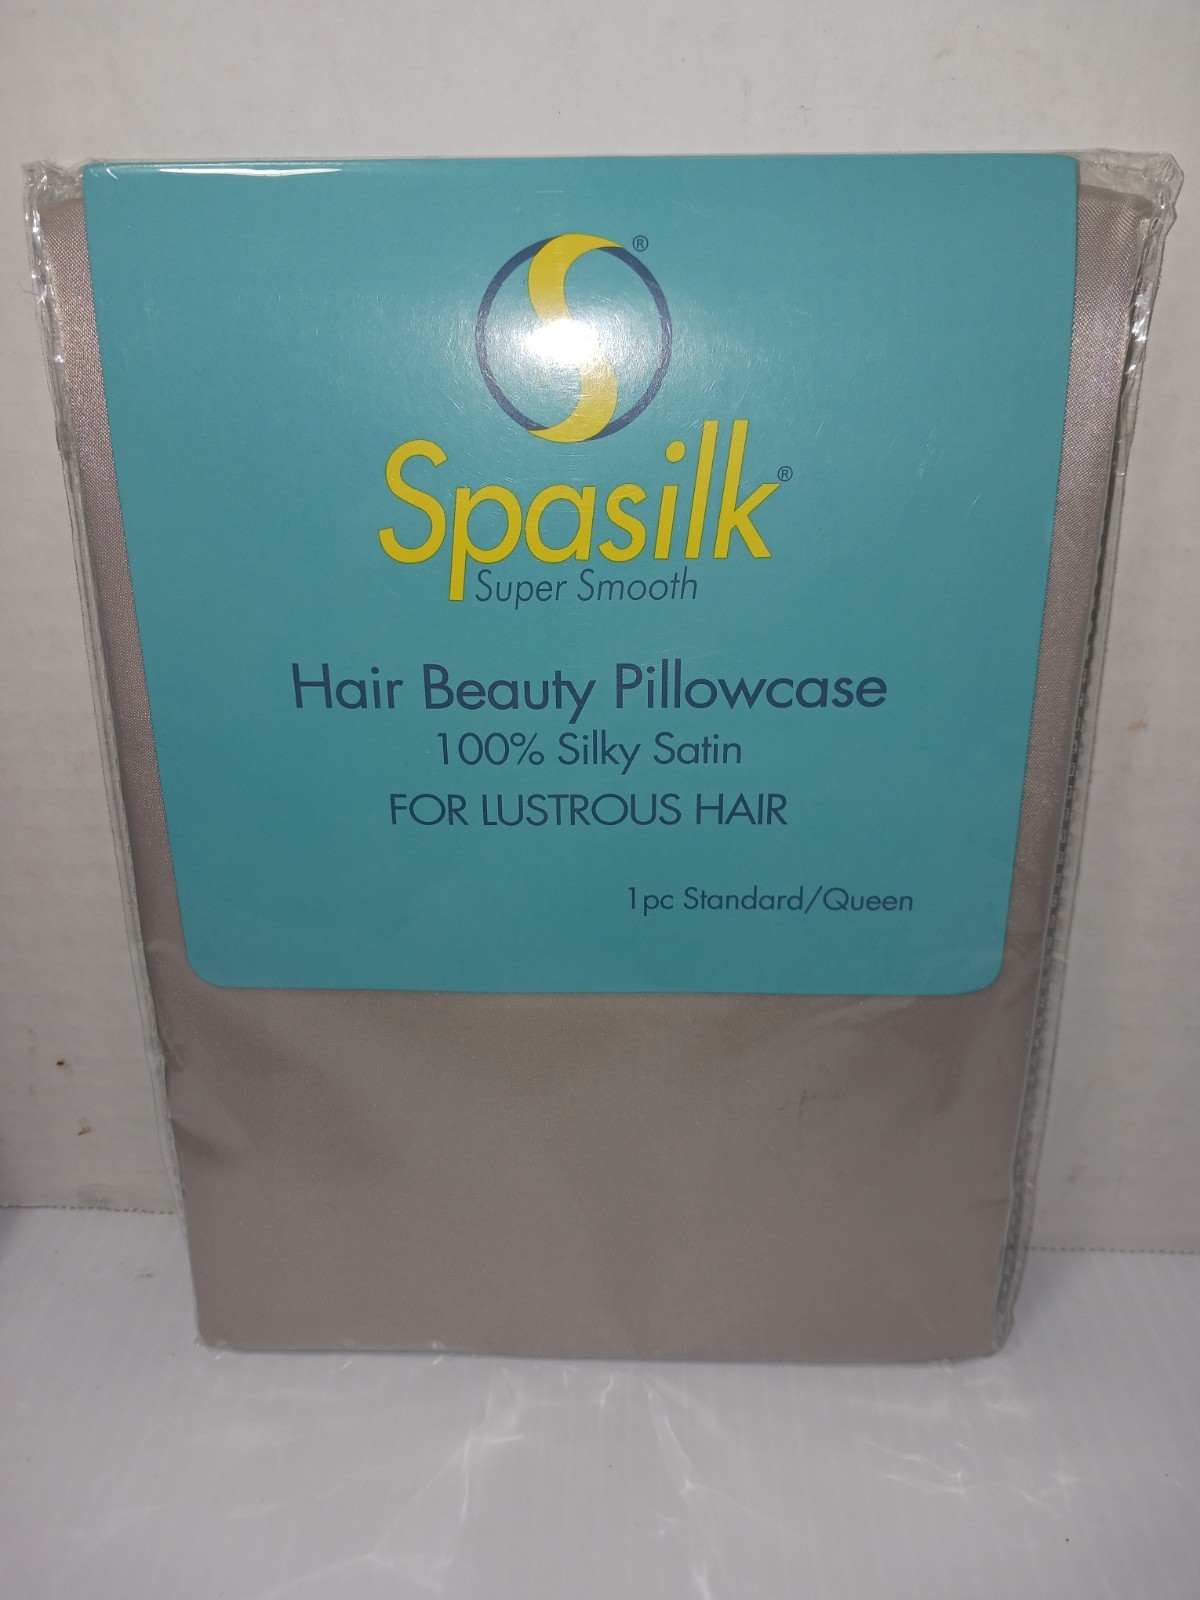 ®
Spasilk®
Super Smooth
Hair Beauty Pillowcase
100% Silky Satin
FOR LUSTROUS HAIR
1pc Standard/Queen